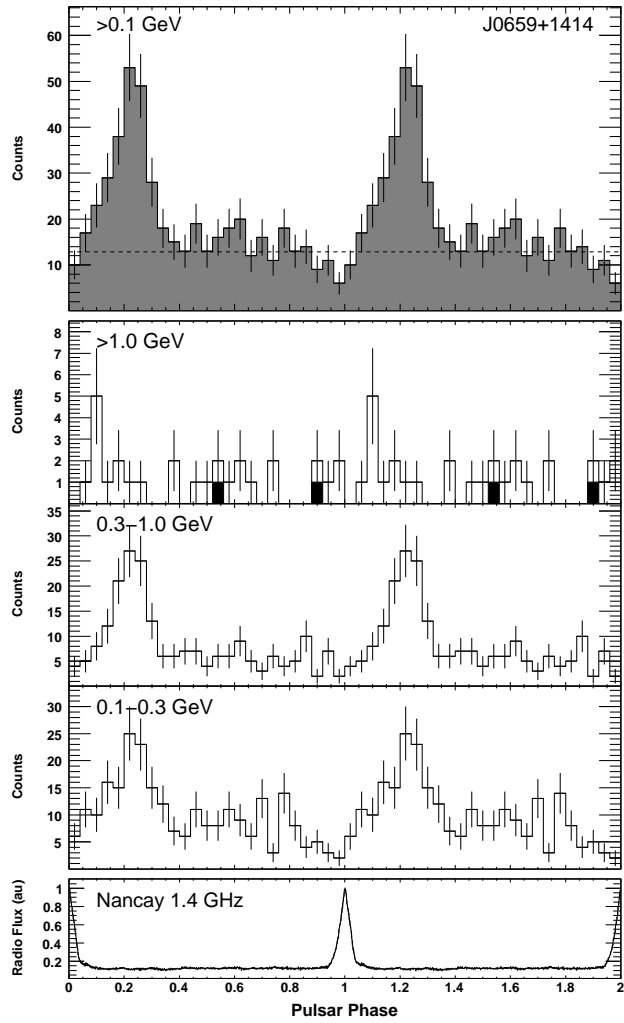 >0.1 GeV J0659+1414
60
50
40
30
20
10
Counts
>1.0 GeV
8
7
6
5
4
3
2
1
Counts
0.3–1.0 GeV
35
30
25
20
15
10
5
Counts
0.1–0.3 GeV
30
25
20
15
10
5
Counts
Nancay 1.4 GHz
1
0.8
0.6
0.4
0.2
Radio Flux (au)
0 0.2 0.4 0.6 0.8 1 1.2 1.4 1.6 1.8 2
Pulsar Phase